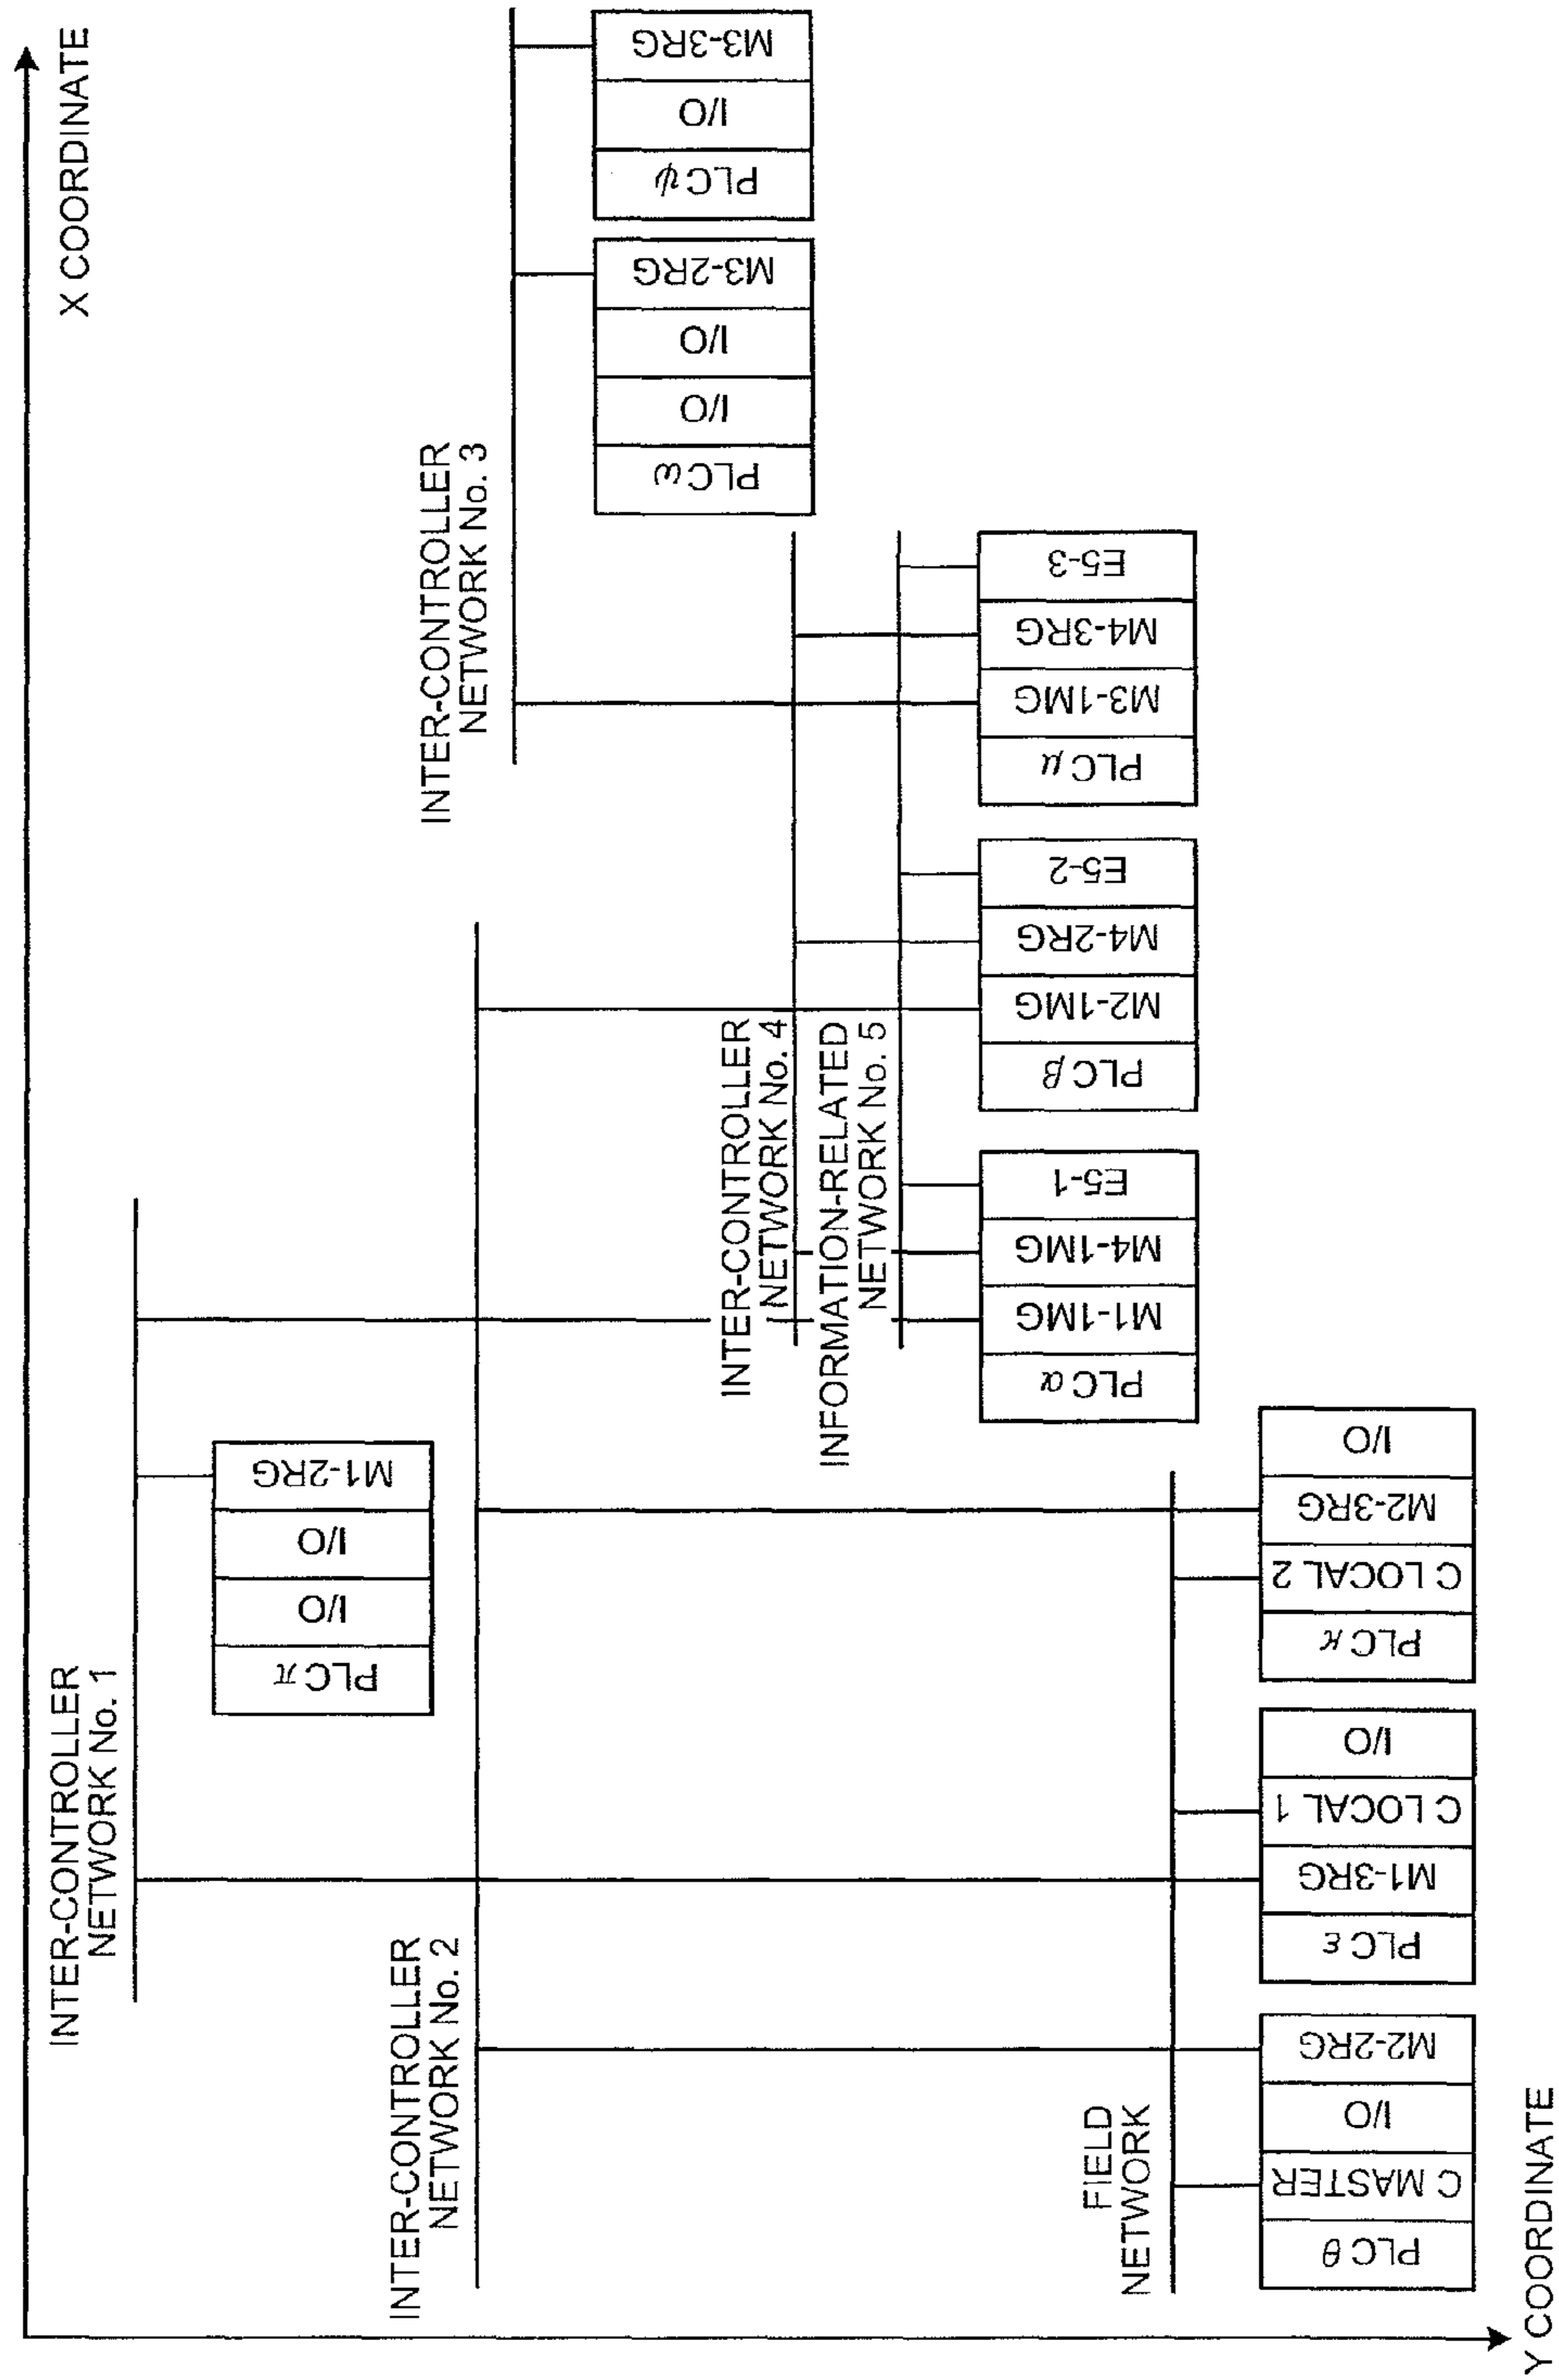 X COORDINATE
INTER-CONTROLLER
NETWORK No. 1
PLC π
I/O
I/O
M1-2RG
INTER-CONTROLLER
NETWORK No. 2
INTER-CONTROLLER
NETWORK No. 3
PLC ω
I/O
I/O
M3-2RG
PLC ψ
I/O
M3-3RG
INTER-CONTROLLER
NETWORK No. 4
INFORMATION-RELATED
NETWORK No. 5
PLC α
M1-1MG
M4-1MG
E5-1
PLC β
M2-1MG
M4-2RG
E5-2
PLC μ
M3-1MG
M4-3RG
E5-3
FIELD
NETWORK
PLC θ
C MASTER
I/O
M2-2RG
PLC ε
M1-3RG
C LOCAL 1
I/O
PLC κ
C LOCAL 2
M2-3RG
I/O
Y COORDINATE